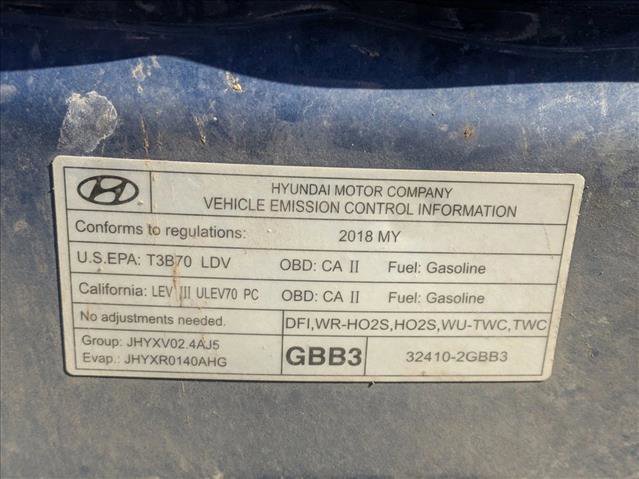 HYUNDAI MOTOR COMPANY
VEHICLE EMISSION CONTROL INFORMATION
Conforms to regulations: 2018 MY
U.S.EPA: T3B70 LDV OBD: CA II Fuel: Gasoline
California: LEV III ULEV70 PC OBD: CA II Fuel: Gasoline
No adjustments needed. DFI,WR-HO2S,HO2S,WU-TWC,TWC
Group: JHYXV02.4AJ5
Evap.: JHYXR0140AHG
GBB3 32410-2GBB3